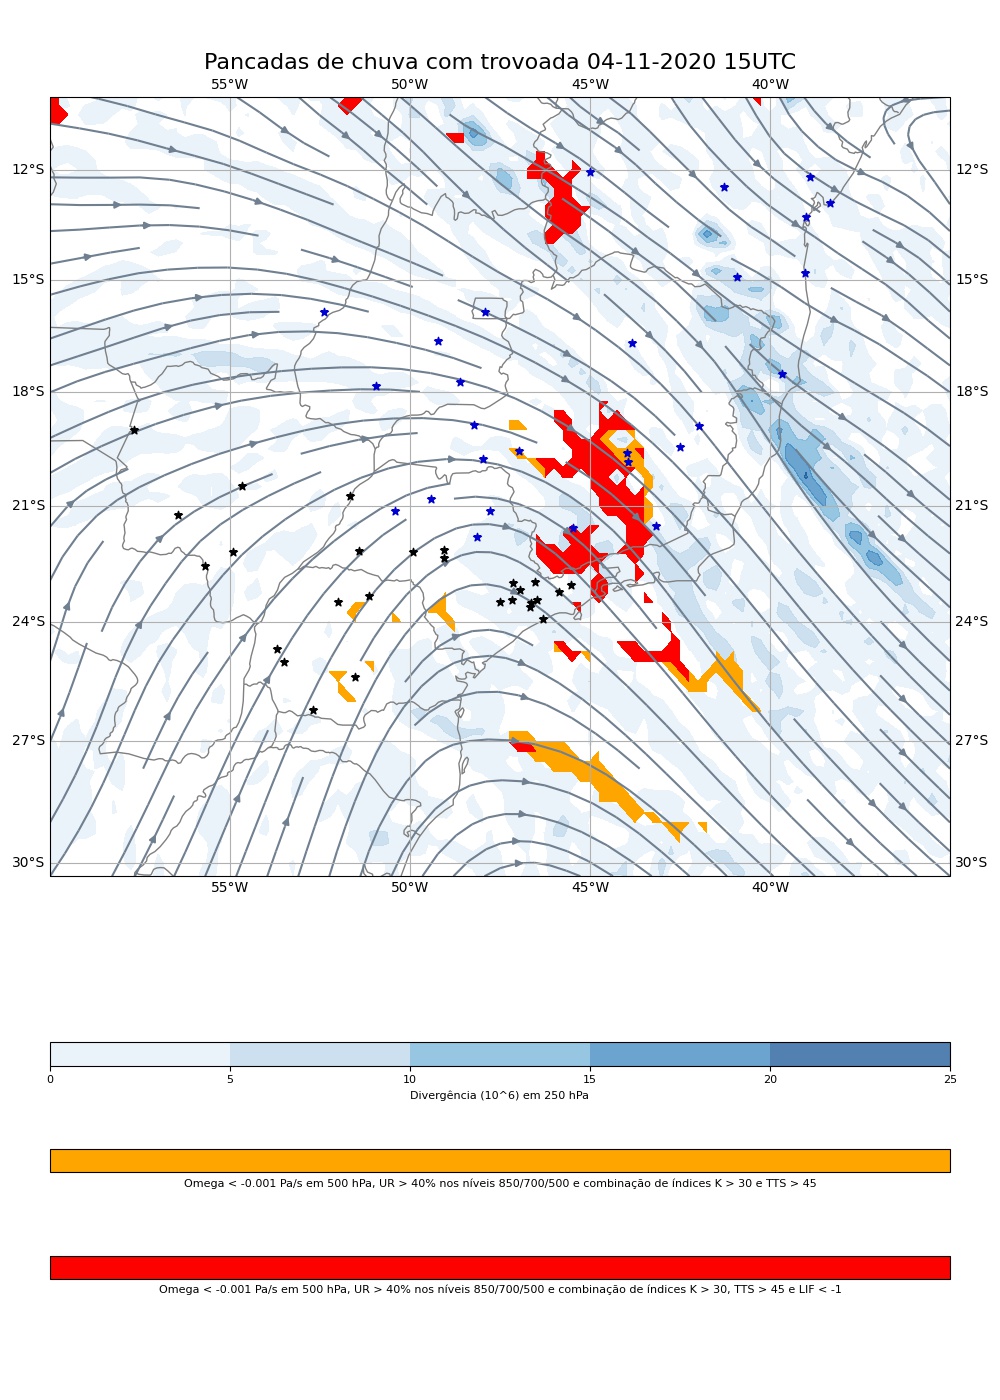 Pancadas de chuva com trovoada 04-11-2020 15UTC
55°W 50°W 45°W 40°W
12°S 12°S
15°S 15°S
18°S 18°S
21°S 21°S
24°S 24°S
27°S 27°S
30°S 30°S
55°W 50°W 45°W 40°W
0 5 10 15 20 25
Divergência (10^6) em 250 hPa
Omega < -0.001 Pa/s em 500 hPa, UR > 40% nos níveis 850/700/500 e combinação de índices K > 30 e TTS > 45
Omega < -0.001 Pa/s em 500 hPa, UR > 40% nos níveis 850/700/500 e combinação de índices K > 30, TTS > 45 e LIF < -1